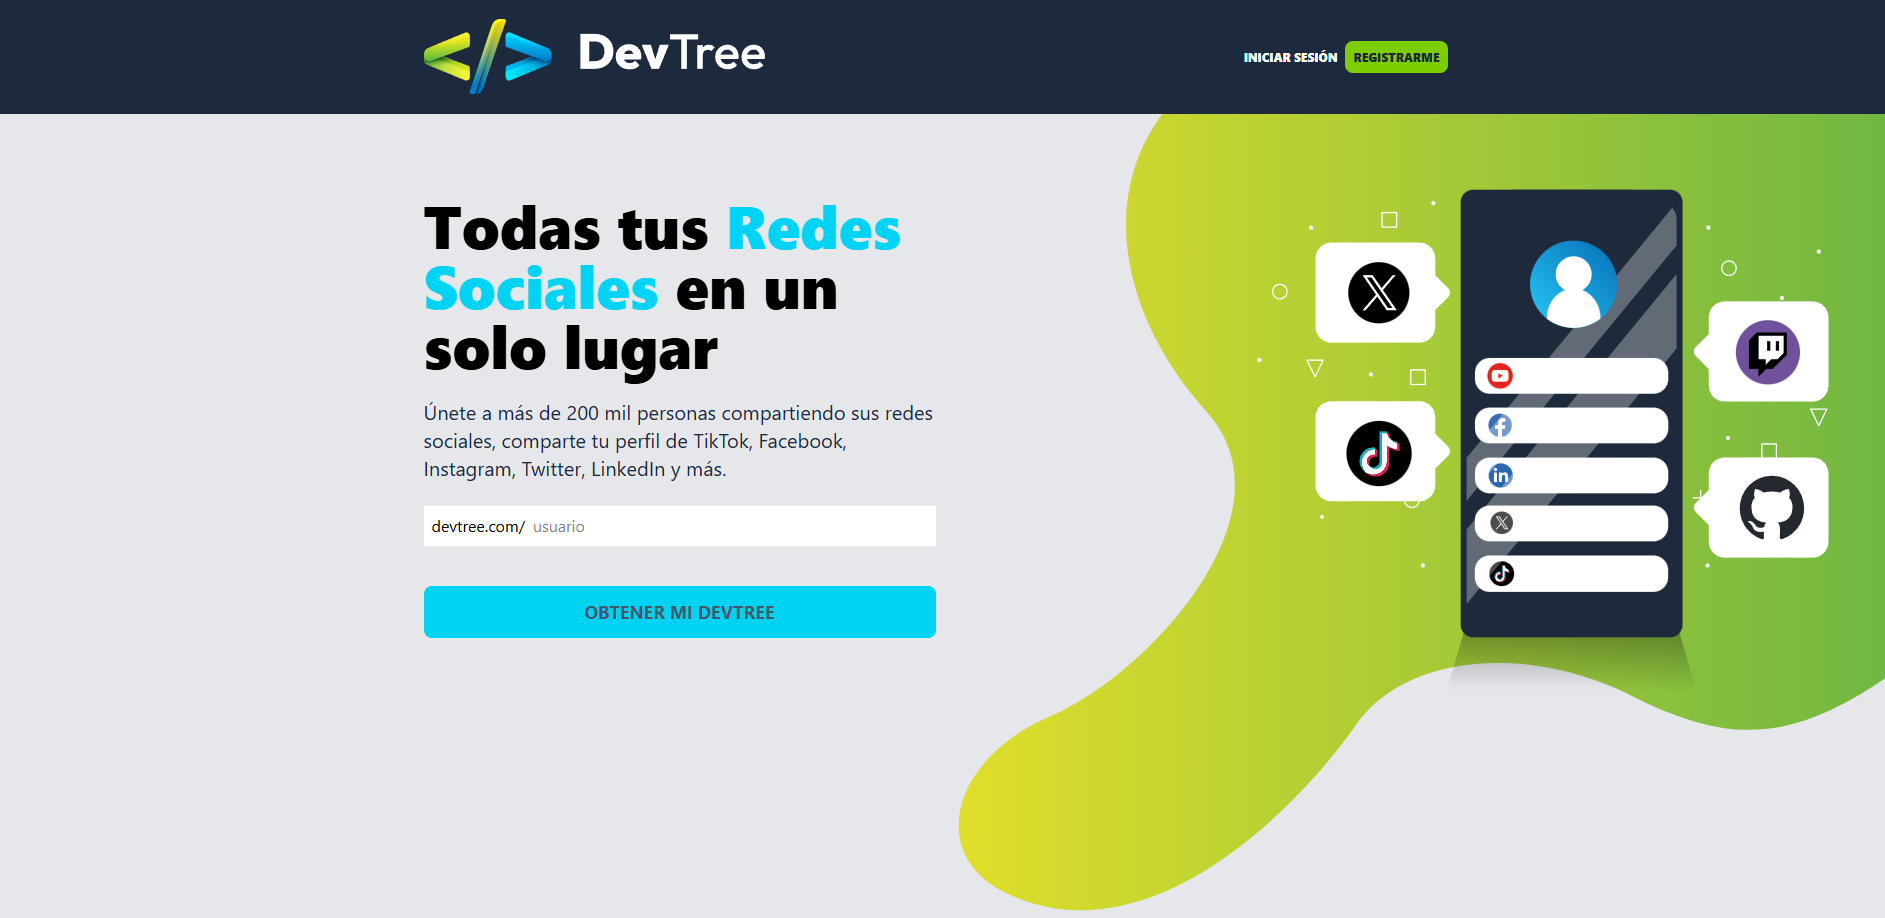 DevTree
INICIAR SESIÓN
REGISTRARME
Todas tus Redes
Sociales en un
solo lugar
Únete a más de 200 mil personas compartiendo sus redes
sociales, comparte tu perfil de TikTok, Facebook,
Instagram, Twitter, LinkedIn y más.
devtree.com/ usuario
OBTENER MI DEVTREE
in